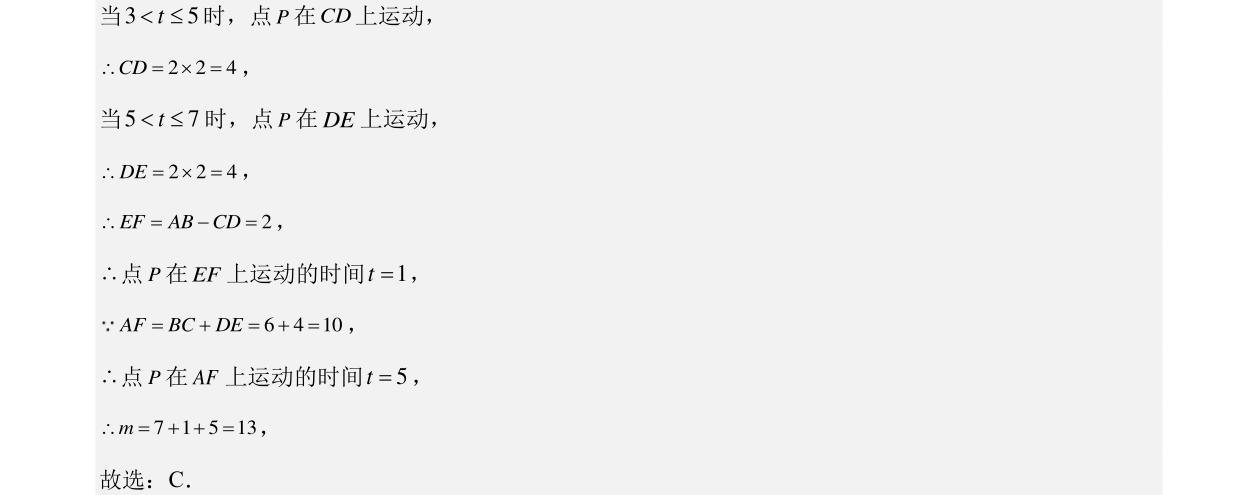 当3<t≤5时，点P在CD上运动，
∴CD=2×2=4，
当5<t≤7时，点P在DE上运动，
∴DE=2×2=4，
∴EF=AB−CD=2，
∴点P在EF上运动的时间t=1，
∵AF=BC+DE=6+4=10，
∴点P在AF上运动的时间t=5，
∴m=7+1+5=13，
故选：C．